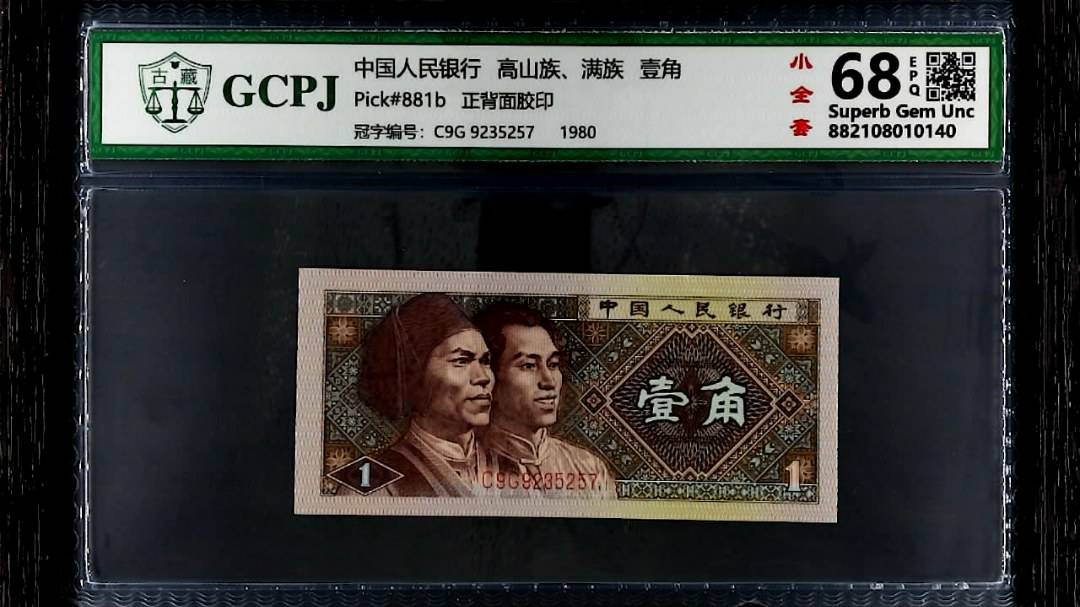 古藏
GCPJ
中国人民银行 高山族、满族 壹角
Pick#881b 正背面胶印
冠字编号：C9G 9235257 1980
小全套
68 EPQ
Superb Gem Unc
882108010140
中国人民银行
壹角
1
C9G9235257
1